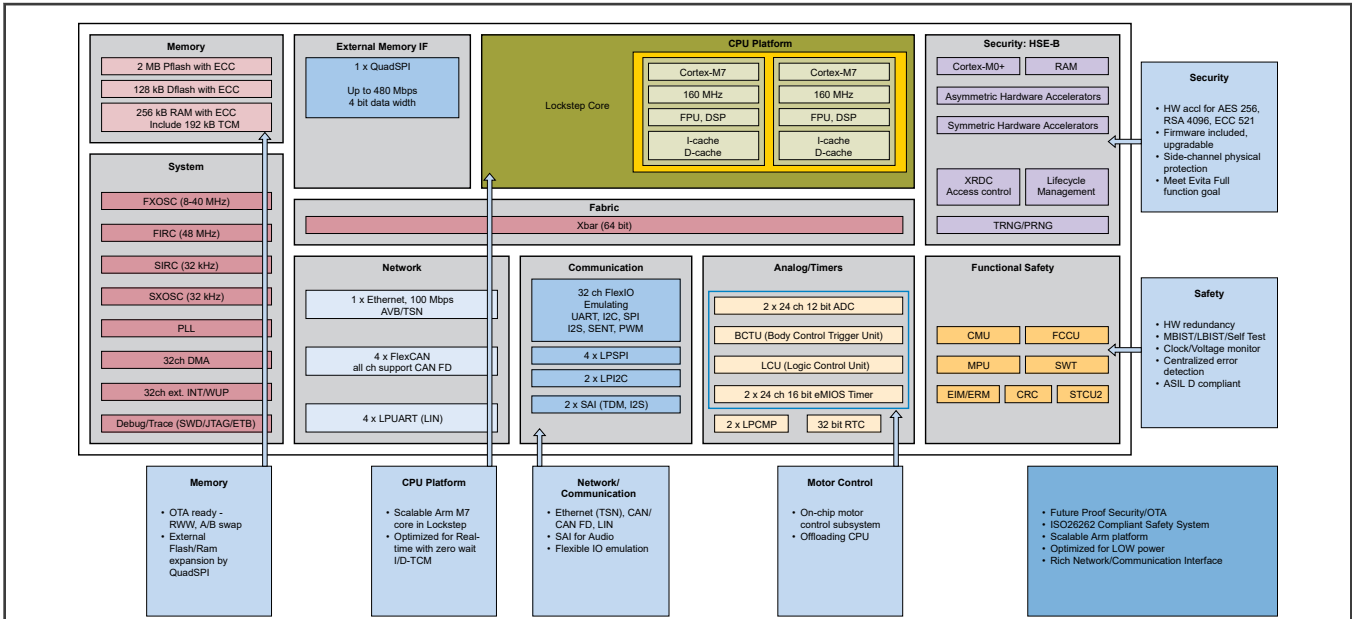 Memory
2 MB Pflash with ECC
128 kB Dflash with ECC
256 kB RAM with ECC
Include 192 kB TCM
System
FXOSC (8-40 MHz)
FIRC (48 MHz)
SIRC (32 kHz)
SXOSC (32 kHz)
PLL
32ch DMA
32ch ext. INT/WUP
Debug/Trace (SWD/JTAG/ETB)
External Memory IF
1 x QuadSPI
Up to 480 Mbps
4 bit data width
CPU Platform
Lockstep Core
Cortex-M7
160 MHz
FPU, DSP
I-cache
D-cache
Cortex-M7
160 MHz
FPU, DSP
I-cache
D-cache
Fabric
Xbar (64 bit)
Network
1 x Ethernet, 100 Mbps
AVB/TSN
4 x FlexCAN
all ch support CAN FD
4 x LPUART (LIN)
Communication
32 ch FlexIO
Emulating
UART, I2C, SPI
I2S, SENT, PWM
4 x LPSPI
2 x LPI2C
2 x SAI (TDM, I2S)
Analog/Timers
2 x 24 ch 12 bit ADC
BCTU (Body Control Trigger Unit)
LCU (Logic Control Unit)
2 x 24 ch 16 bit eMIOS Timer
2 x LPCMP
32 bit RTC
Security: HSE-B
Cortex-M0+
RAM
Asymmetric Hardware Accelerators
Symmetric Hardware Accelerators
XRDC
Access control
Lifecycle
Management
TRNG/PRNG
Functional Safety
CMU
FCCU
MPU
SWT
EIM/ERM
CRC
STCU2
Security
• HW accl for AES 256,
RSA 4096, ECC 521
• Firmware included,
upgradable
• Side-channel physical
protection
• Meet Evita Full
function goal
Safety
• HW redundancy
• MBIST/LBIST/Self Test
• Clock/Voltage monitor
• Centralized error
detection
• ASIL D compliant
Memory
• OTA ready -
RWW, A/B swap
• External
Flash/Ram
expansion by
QuadSPI
CPU Platform
• Scalable Arm M7
core in Lockstep
• Optimized for Real-
time with zero wait
I/D-TCM
Network/
Communication
• Ethernet (TSN), CAN/
CAN FD, LIN
• SAI for Audio
• Flexible IO emulation
Motor Control
• On-chip motor
control subsystem
• Offloading CPU
• Future Proof Security/OTA
• ISO26262 Compliant Safety System
• Scalable Arm platform
• Optimized for LOW power
• Rich Network/Communication Interface